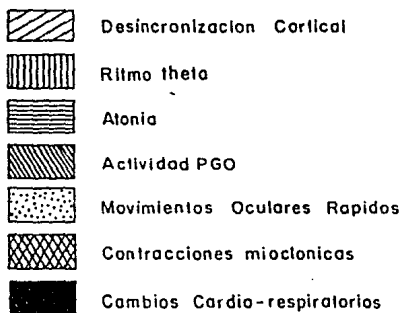 Desincronizacion Cortical
Ritmo theta
Atonia
Actividad PGO
Movimientos Oculares Rapidos
Contracciones mioclonicas
Cambios Cardio-respiratorios